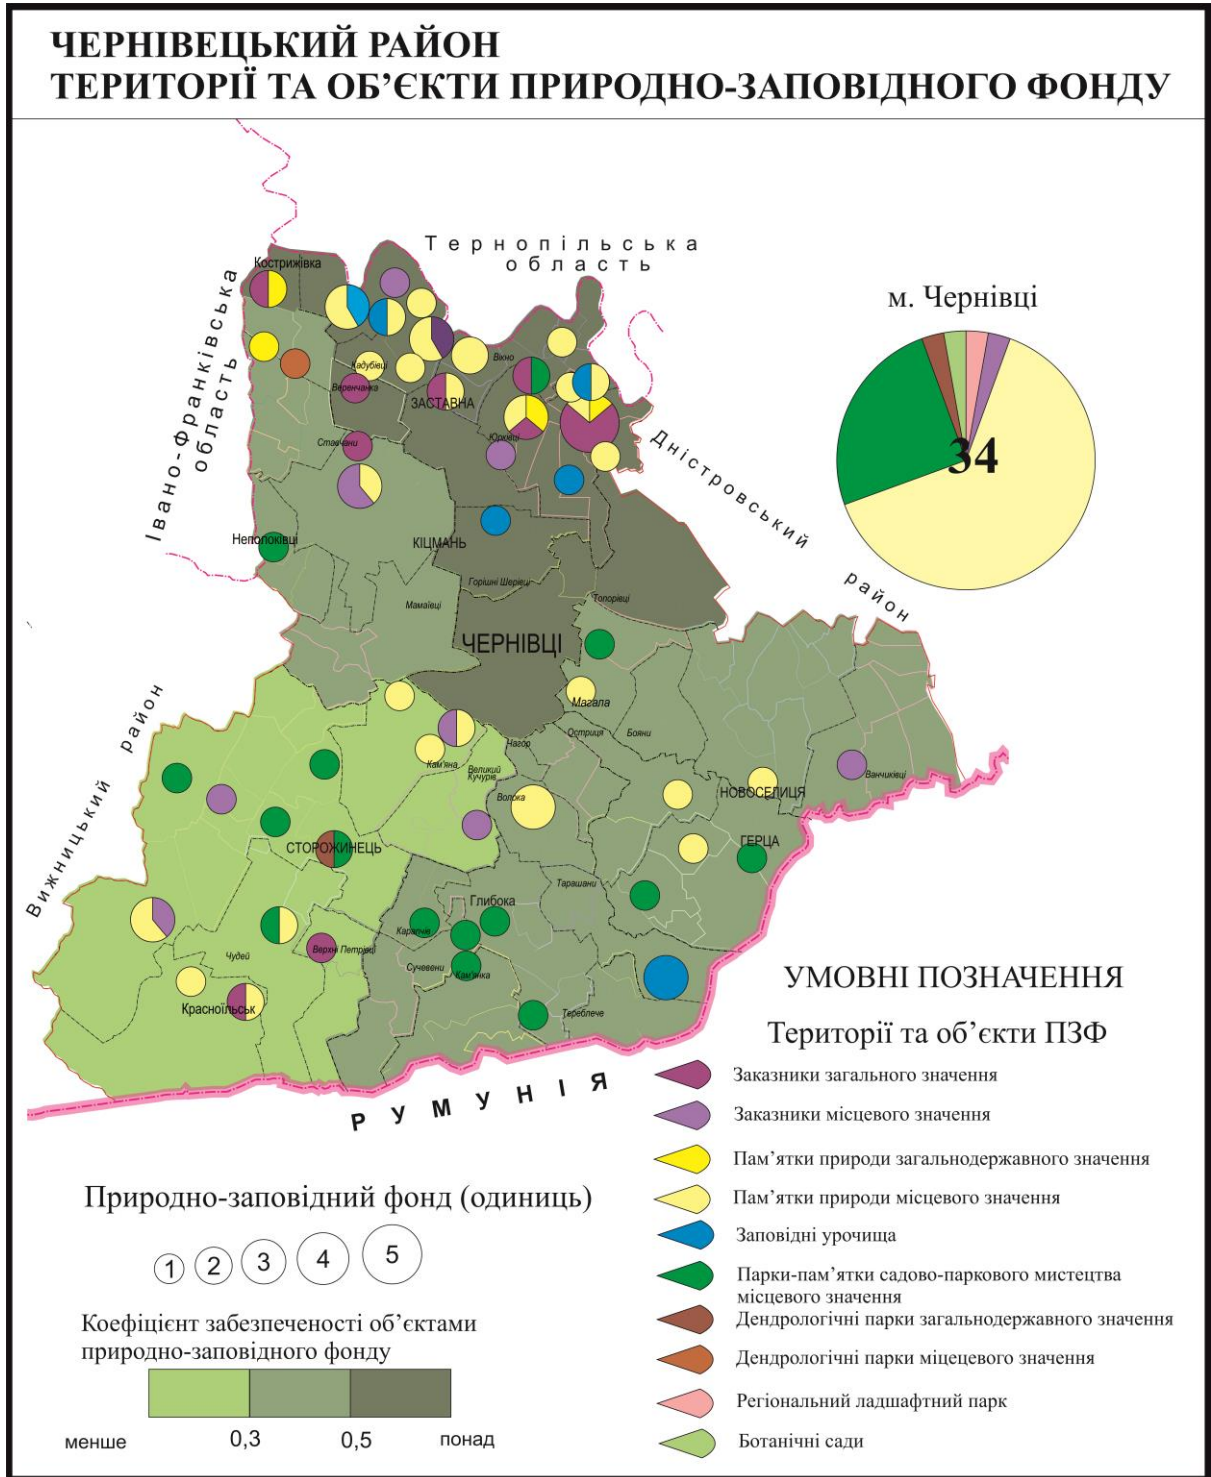 ЧЕРНІВЕЦЬКИЙ РАЙОН
ТЕРИТОРІЇ ТА ОБ’ЄКТИ ПРИРОДНО-ЗАПОВІДНОГО ФОНДУ
Тернопільська
область
Івано-Франківська
область
Дністровський
район
Вижницький район
РУМУНІЯ
м. Чернівці
34
Кострижівка
Кадубівці
Веренчанка
ЗАСТАВНА
Вікно
Юрківці
Ставчани
Неполоківці
КІЦМАНЬ
Горішні Шерівці
Мамаївці
Топорівці
ЧЕРНІВЦІ
Магала
Остриця
Бояни
Чагор
Кам'яна
Великий
Кучурів
Волока
НОВОСЕЛИЦЯ
Ванчиківці
ГЕРЦА
СТОРОЖИНЕЦЬ
Тарашани
Глибока
Карапчів
Чудей
Верхні Петрівці
Сучевени
Кам'янка
Красноїльськ
Тереблече
УМОВНІ ПОЗНАЧЕННЯ
Території та об’єкти ПЗФ
Заказники загального значення
Заказники місцевого значення
Пам’ятки природи загальнодержавного значення
Пам’ятки природи місцевого значення
Заповідні урочища
Парки-пам’ятки садово-паркового мистецтва
місцевого значення
Дендрологічні парки загальнодержавного значення
Дендрологічні парки міцецевого значення
Регіональний ладшафтний парк
Ботанічні сади
Природно-заповідний фонд (одиниць)
1 2 3 4 5
Коефіцієнт забезпеченості об’єктами
природно-заповідного фонду
менше 0,3 0,5 понад